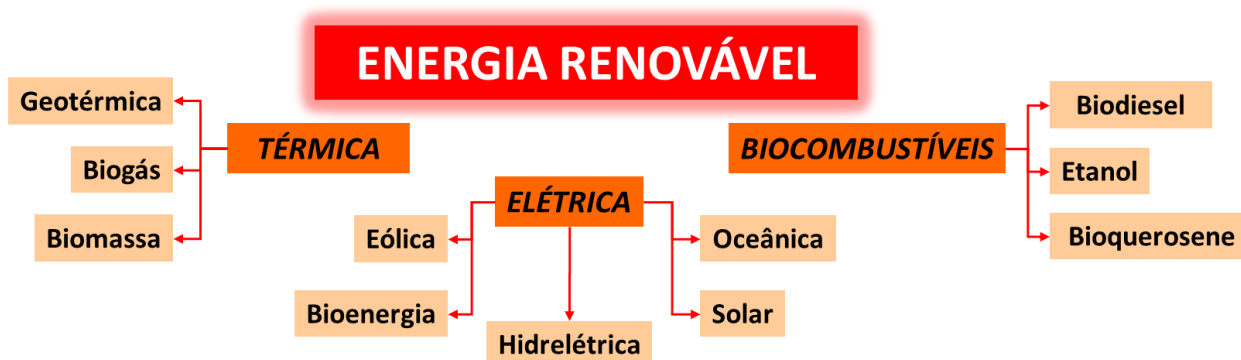 ENERGIA RENOVÁVEL
TÉRMICA
Geotérmica
Biogás
Biomassa
ELÉTRICA
Eólica
Bioenergia
Hidrelétrica
Oceânica
Solar
BIOCOMBUSTÍVEIS
Biodiesel
Etanol
Bioquerosene